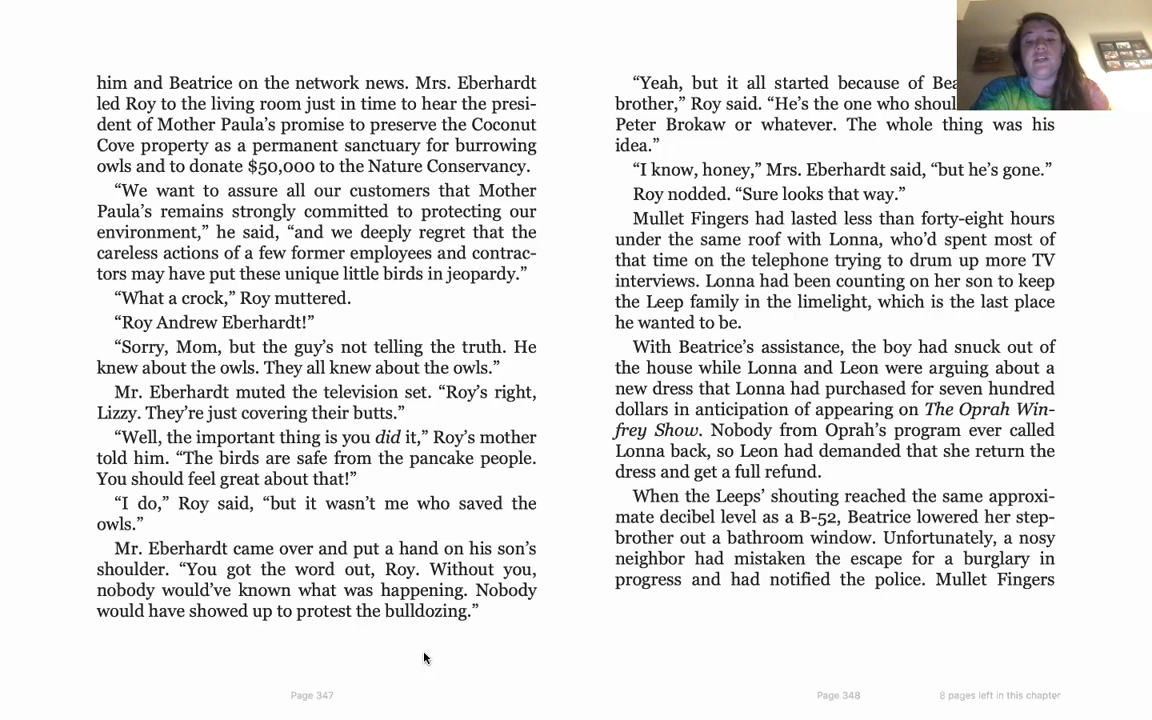 him and Beatrice on the network news. Mrs. Eberhardt
led Roy to the living room just in time to hear the presi-
dent of Mother Paula’s promise to preserve the Coconut
Cove property as a permanent sanctuary for burrowing
owls and to donate $50,000 to the Nature Conservancy.
“We want to assure all our customers that Mother
Paula’s remains strongly committed to protecting our
environment,” he said, “and we deeply regret that the
careless actions of a few former employees and contrac-
tors may have put these unique little birds in jeopardy.”
“What a crock,” Roy muttered.
“Roy Andrew Eberhardt!”
“Sorry, Mom, but the guy’s not telling the truth. He
knew about the owls. They all knew about the owls.”
Mr. Eberhardt muted the television set. “Roy’s right,
Lizzy. They’re just covering their butts.”
“Well, the important thing is you did it,” Roy’s mother
told him. “The birds are safe from the pancake people.
You should feel great about that!”
“I do,” Roy said, “but it wasn’t me who saved the
owls.”
Mr. Eberhardt came over and put a hand on his son’s
shoulder. “You got the word out, Roy. Without you,
nobody would’ve known what was happening. Nobody
would have showed up to protest the bulldozing.”
Page 347
“Yeah, but it all started because of
brother,” Roy said. “He’s the one who
Peter Brokaw or whatever. The whole thing was his
idea.”
“I know, honey,” Mrs. Eberhardt said, “but he’s gone.”
Roy nodded. “Sure looks that way.”
Mullet Fingers had lasted less than forty-eight hours
under the same roof with Lonna, who’d spent most of
that time on the telephone trying to drum up more TV
interviews. Lonna had been counting on her son to keep
the Leep family in the limelight, which is the last place
he wanted to be.
With Beatrice’s assistance, the boy had snuck out of
the house while Lonna and Leon were arguing about a
new dress that Lonna had purchased for seven hundred
dollars in anticipation of appearing on The Oprah Win-
frey Show. Nobody from Oprah’s program ever called
Lonna back, so Leon had demanded that she return the
dress and get a full refund.
When the Leeps’ shouting reached the same approxi-
mate decibel level as a B-52, Beatrice lowered her step-
brother out a bathroom window. Unfortunately, a nosy
neighbor had mistaken the escape for a burglary in
progress and had notified the police. Mullet Fingers
Page 348
8 pages left in this chapter